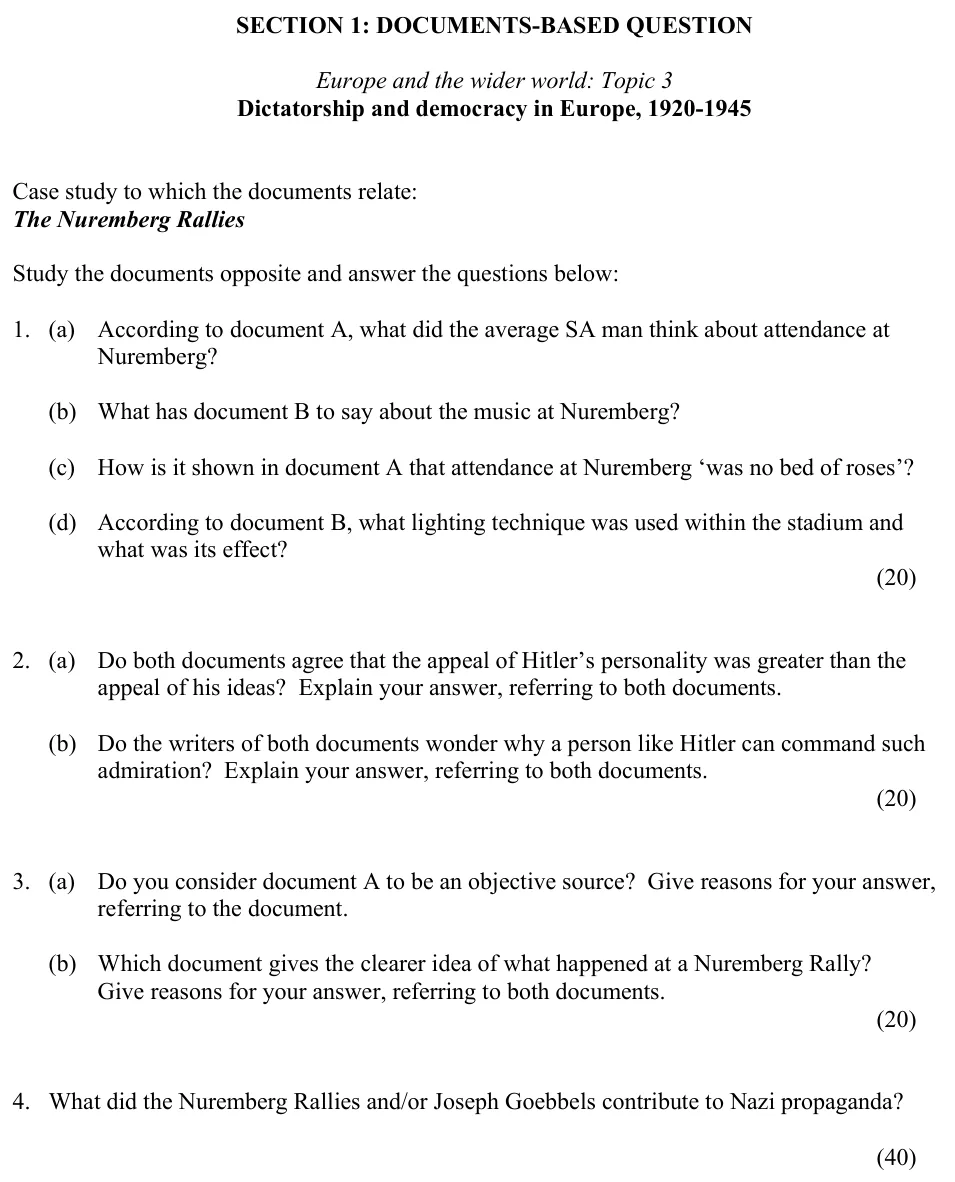 SECTION 1: DOCUMENTS-BASED QUESTION
Europe and the wider world: Topic 3
Dictatorship and democracy in Europe, 1920-1945
Case study to which the documents relate:
The Nuremberg Rallies
Study the documents opposite and answer the questions below:
1. (a) According to document A, what did the average SA man think about attendance at
Nuremberg?
(b) What has document B to say about the music at Nuremberg?
(c) How is it shown in document A that attendance at Nuremberg ‘was no bed of roses’?
(d) According to document B, what lighting technique was used within the stadium and
what was its effect?
(20)
2. (a) Do both documents agree that the appeal of Hitler’s personality was greater than the
appeal of his ideas? Explain your answer, referring to both documents.
(b) Do the writers of both documents wonder why a person like Hitler can command such
admiration? Explain your answer, referring to both documents.
(20)
3. (a) Do you consider document A to be an objective source? Give reasons for your answer,
referring to the document.
(b) Which document gives the clearer idea of what happened at a Nuremberg Rally?
Give reasons for your answer, referring to both documents.
(20)
4. What did the Nuremberg Rallies and/or Joseph Goebbels contribute to Nazi propaganda?
(40)